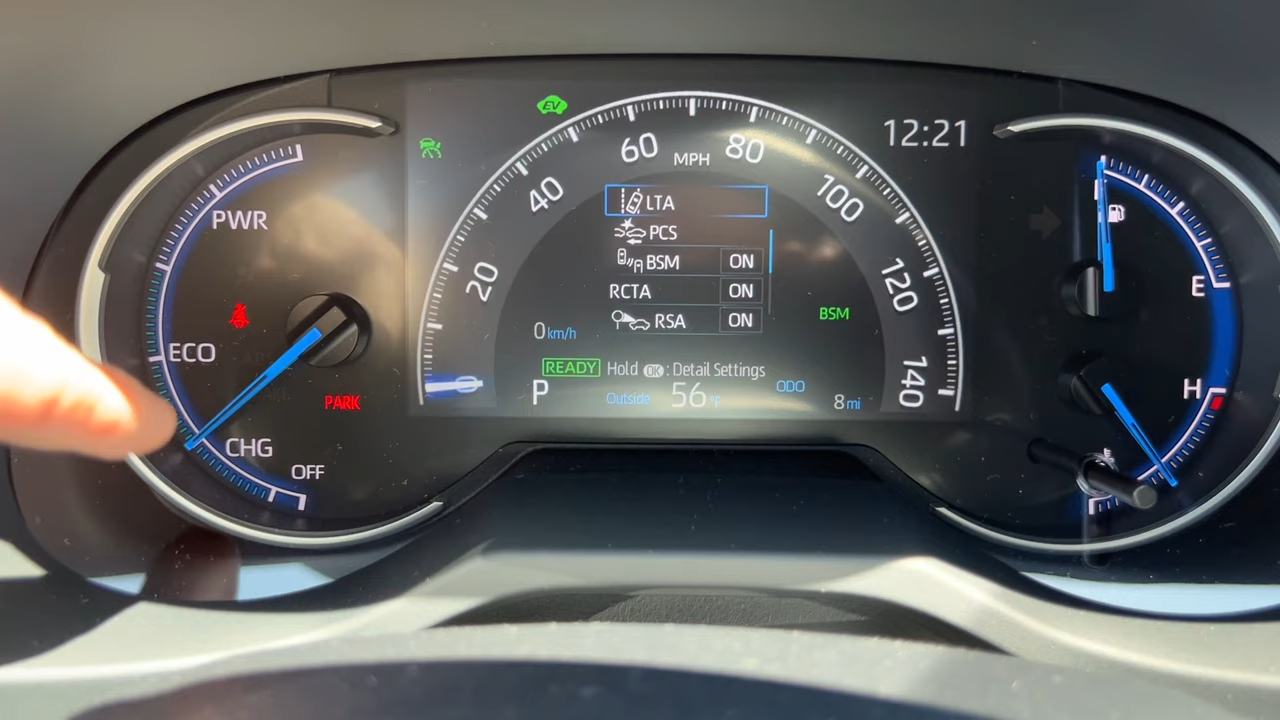 EV
12:21
PWR
ECO
CHG
OFF
PARK
20
40
60
MPH
80
100
120
140
LTA
PCS
BSM ON
RCTA ON
RSA ON
0 km/h
BSM
READY Hold OK : Detail Settings
P
Outside 56 °F
ODO
8 mi
E
H